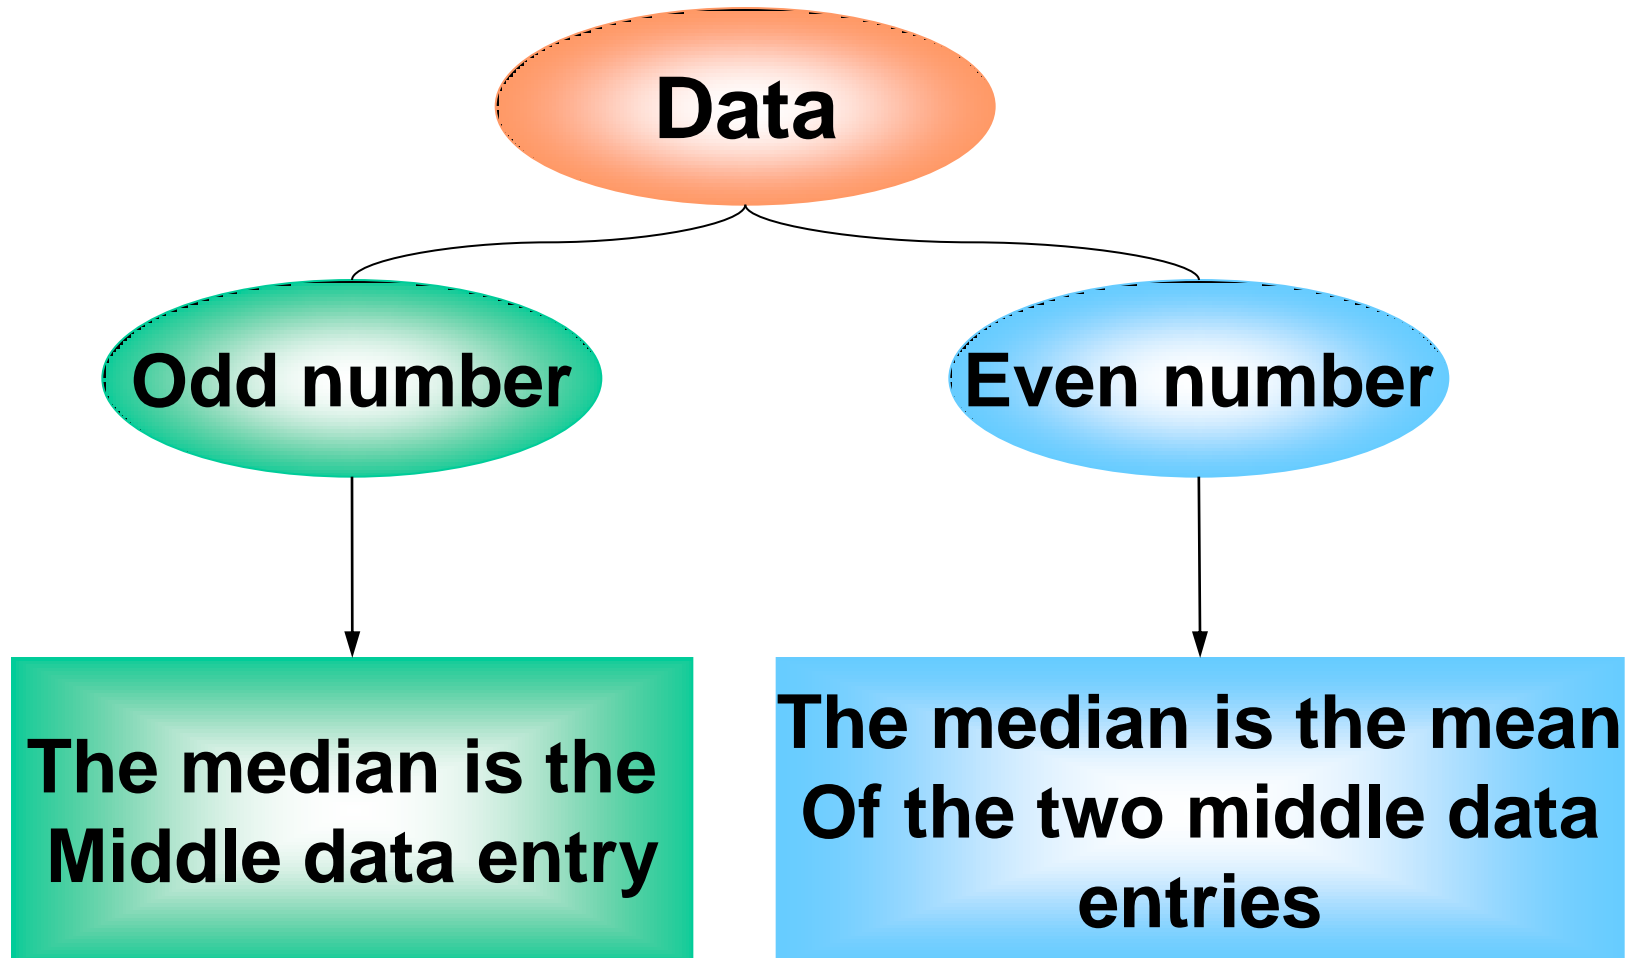 Data
Odd number
Even number
The median is the
Middle data entry
The median is the mean
Of the two middle data
entries